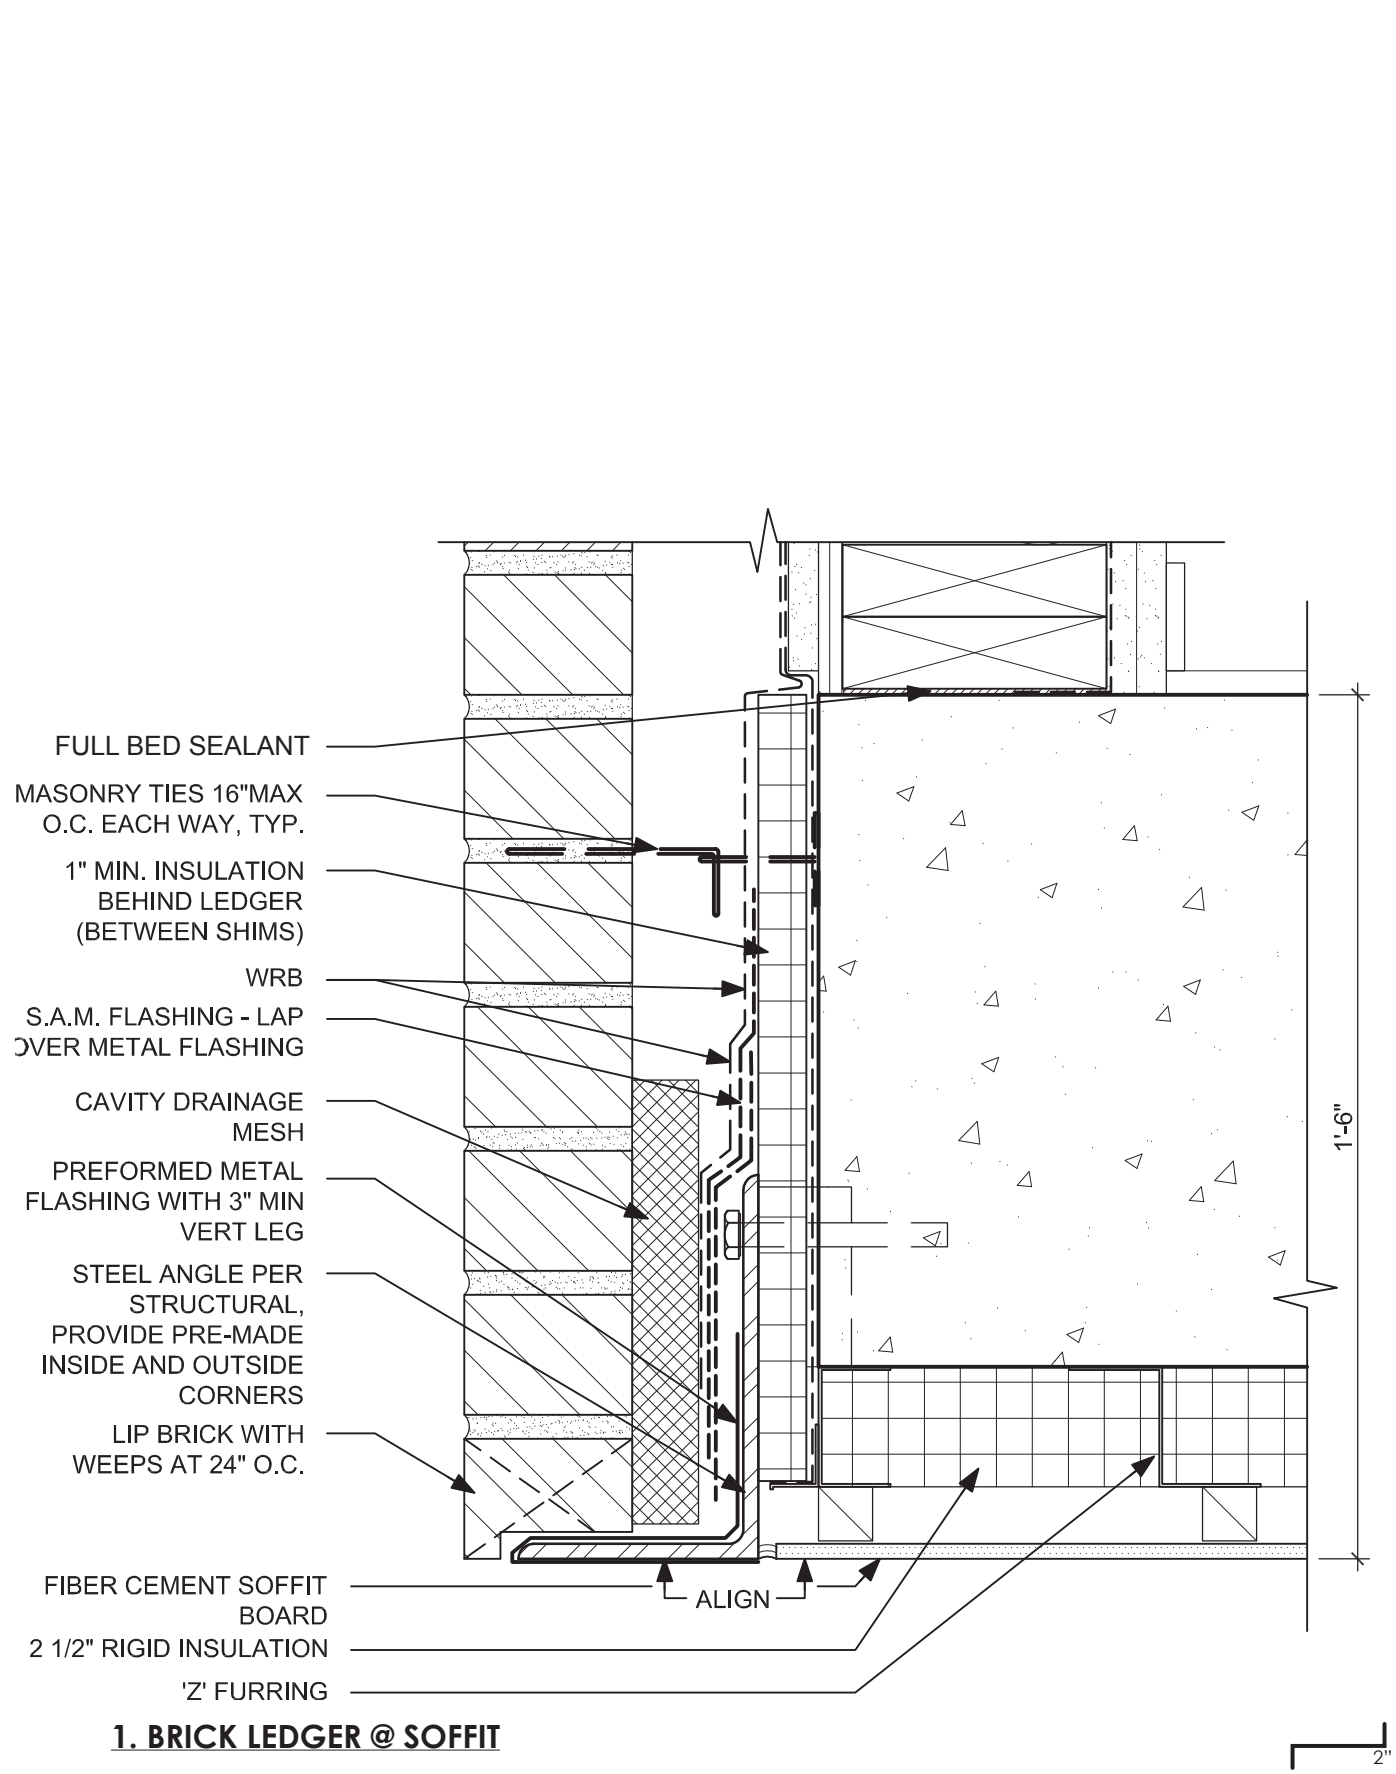 FULL BED SEALANT
MASONRY TIES 16"MAX
O.C. EACH WAY, TYP.
1" MIN. INSULATION
BEHIND LEDGER
(BETWEEN SHIMS)
WRB
S.A.M. FLASHING - LAP
OVER METAL FLASHING
CAVITY DRAINAGE
MESH
PREFORMED METAL
FLASHING WITH 3" MIN
VERT LEG
STEEL ANGLE PER
STRUCTURAL,
PROVIDE PRE-MADE
INSIDE AND OUTSIDE
CORNERS
LIP BRICK WITH
WEEPS AT 24" O.C.
FIBER CEMENT SOFFIT
BOARD
2 1/2" RIGID INSULATION
'Z' FURRING
ALIGN
1'-6"
1. BRICK LEDGER @ SOFFIT
2"